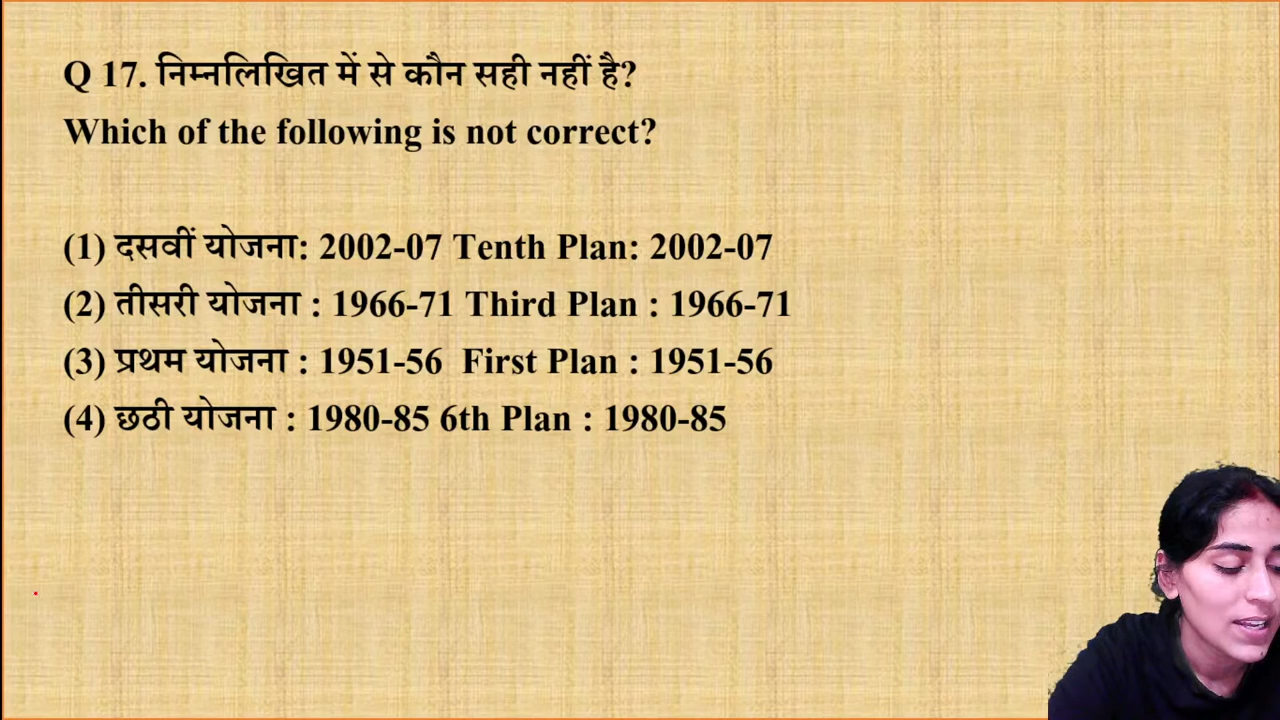 Q 17. निम्नलिखित में से कौन सही नहीं है?
Which of the following is not correct?
(1) दसवीं योजना: 2002-07 Tenth Plan: 2002-07
(2) तीसरी योजना : 1966-71 Third Plan : 1966-71
(3) प्रथम योजना : 1951-56 First Plan : 1951-56
(4) छठी योजना : 1980-85 6th Plan : 1980-85